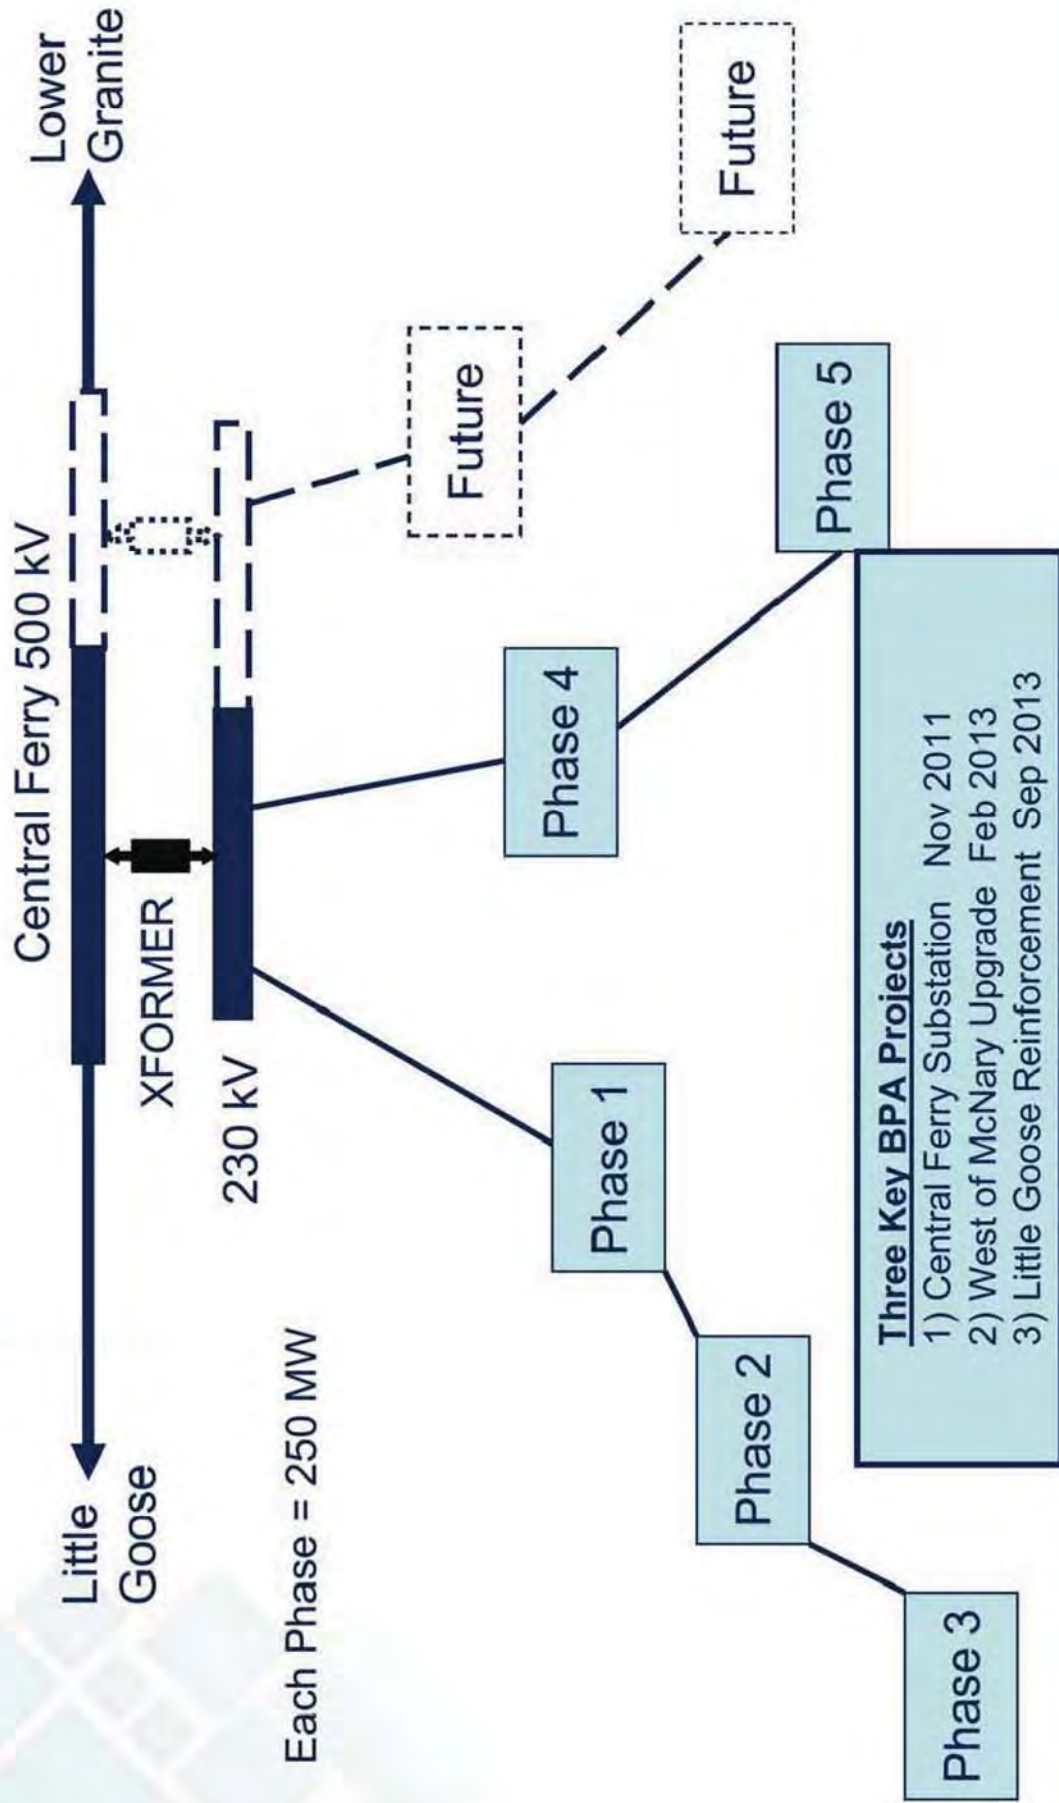 Central Ferry 500 kV
Little
Goose
Lower
Granite
XFORMER
230 kV
Each Phase = 250 MW
Phase 1
Phase 2
Phase 3
Phase 4
Phase 5
Future
Future
Three Key BPA Projects
1) Central Ferry Substation Nov 2011
2) West of McNary Upgrade Feb 2013
3) Little Goose Reinforcement Sep 2013